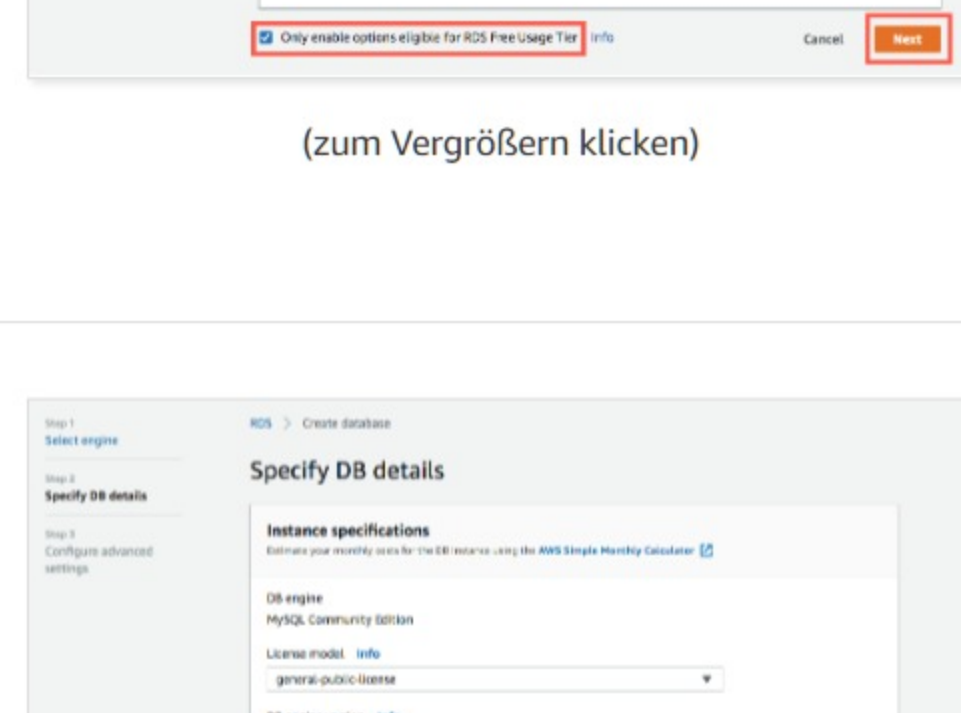 Only enable options eligible for RDS Free Usage Tier Info
Cancel Next
(zum Vergrößern klicken)
Step 1
Select engine
Step 2
Specify DB details
Step 3
Configure advanced
settings
RDS > Create database
Specify DB details
Instance specifications
Estimate your monthly costs for the DB Instance using the AWS Simple Monthly Calculator
DB engine
MySQL Community Edition
License model Info
general-public-license